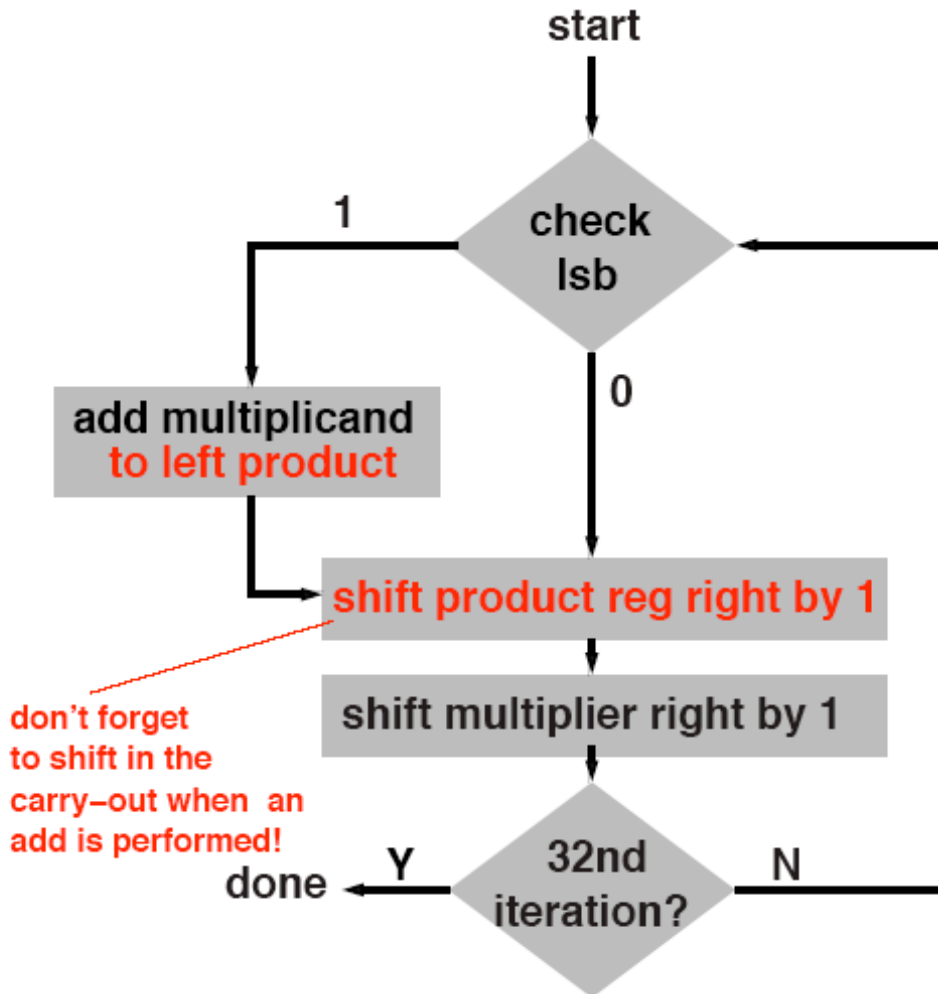 start
1
check
lsb
0
add multiplicand
to left product
shift product reg right by 1
shift multiplier right by 1
don't forget
to shift in the
carry–out when an
add is performed!
32nd
iteration?
Y
N
done